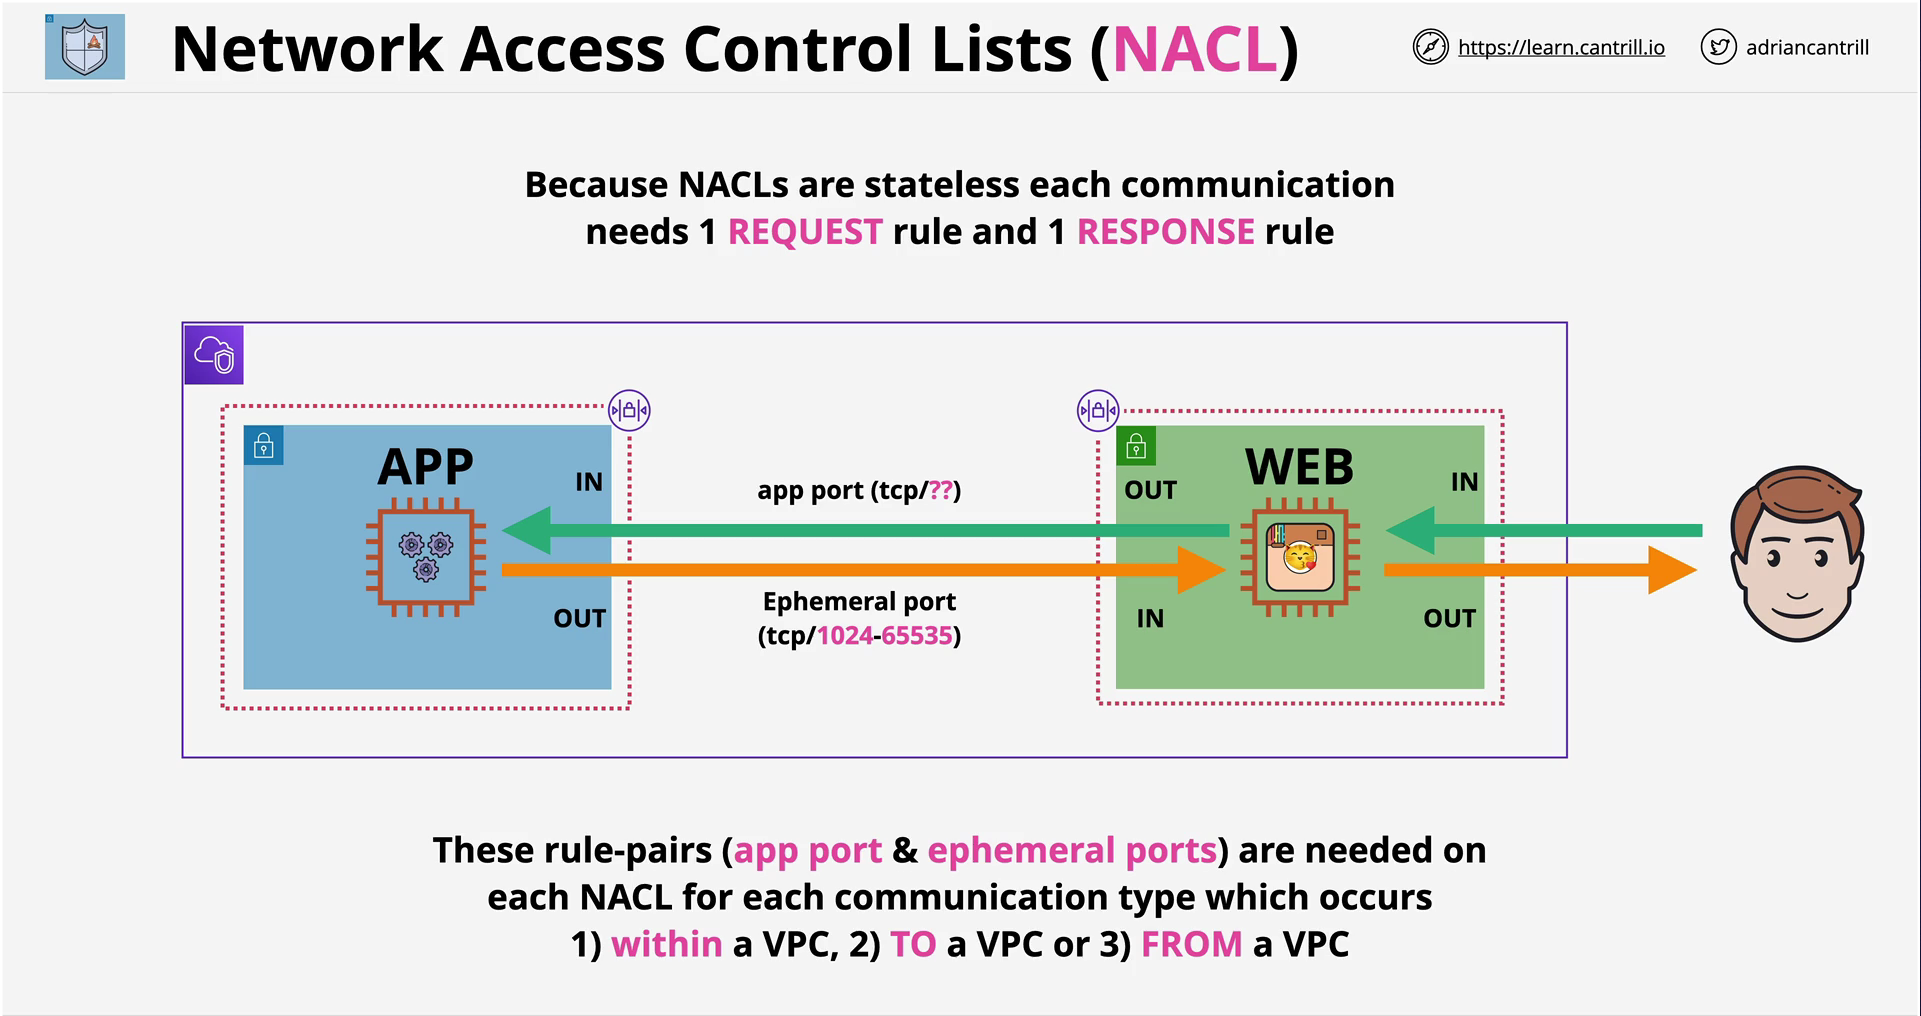 Network Access Control Lists (NACL)
https://learn.cantrill.io
adriancantrill
Because NACLs are stateless each communication
needs 1 REQUEST rule and 1 RESPONSE rule
APP
IN
OUT
app port (tcp/??)
Ephemeral port
(tcp/1024-65535)
WEB
OUT
IN
IN
OUT
These rule-pairs (app port & ephemeral ports) are needed on
each NACL for each communication type which occurs
1) within a VPC, 2) TO a VPC or 3) FROM a VPC